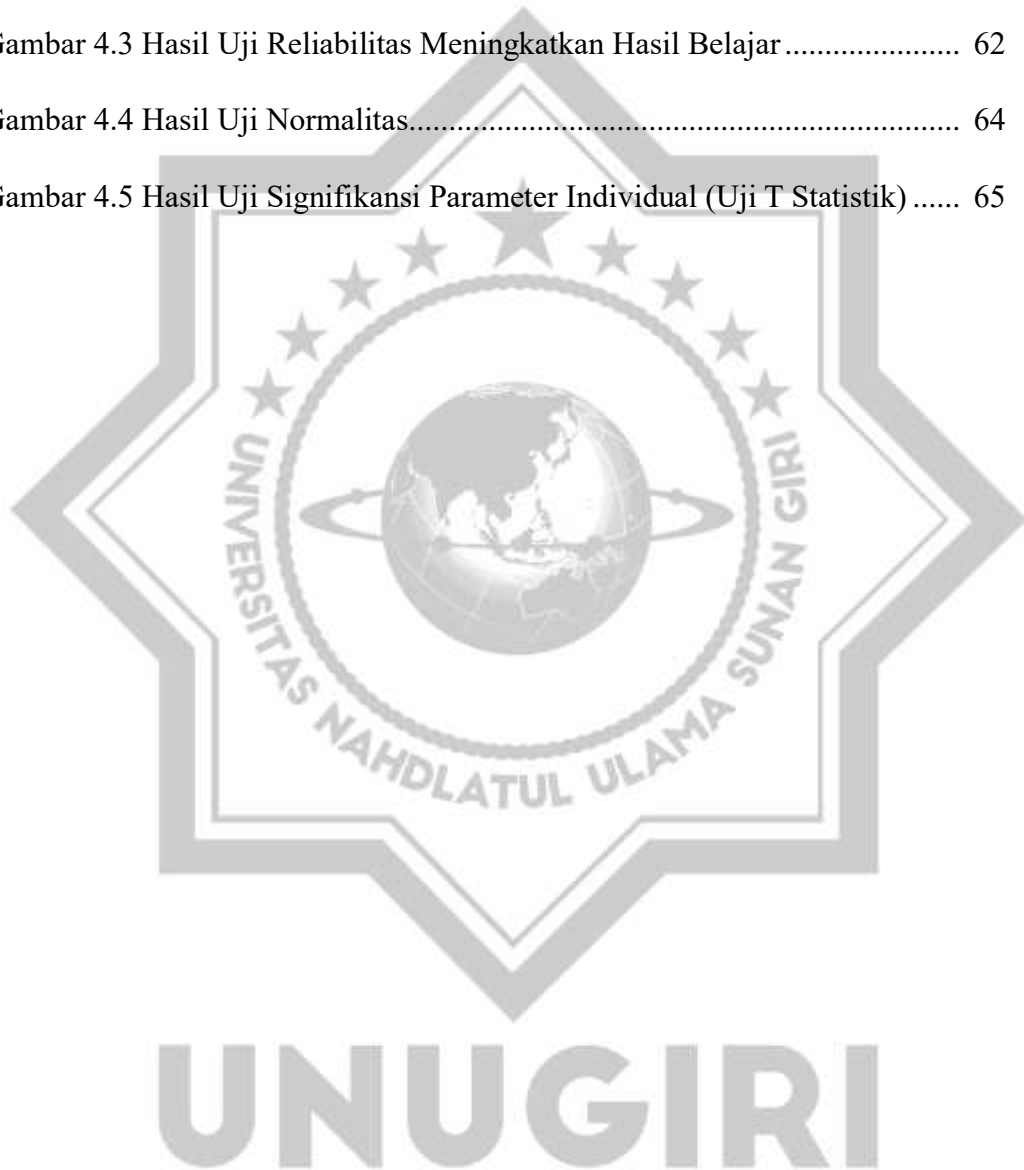 Gambar 4.3 Hasil Uji Reliabilitas Meningkatkan Hasil Belajar ..................... 62
Gambar 4.4 Hasil Uji Normalitas.................................................................... 64
Gambar 4.5 Hasil Uji Signifikansi Parameter Individual (Uji T Statistik) ...... 65
UNIVERSITAS NAHDLATUL ULAMA SUNAN GIRI
UNUGIRI